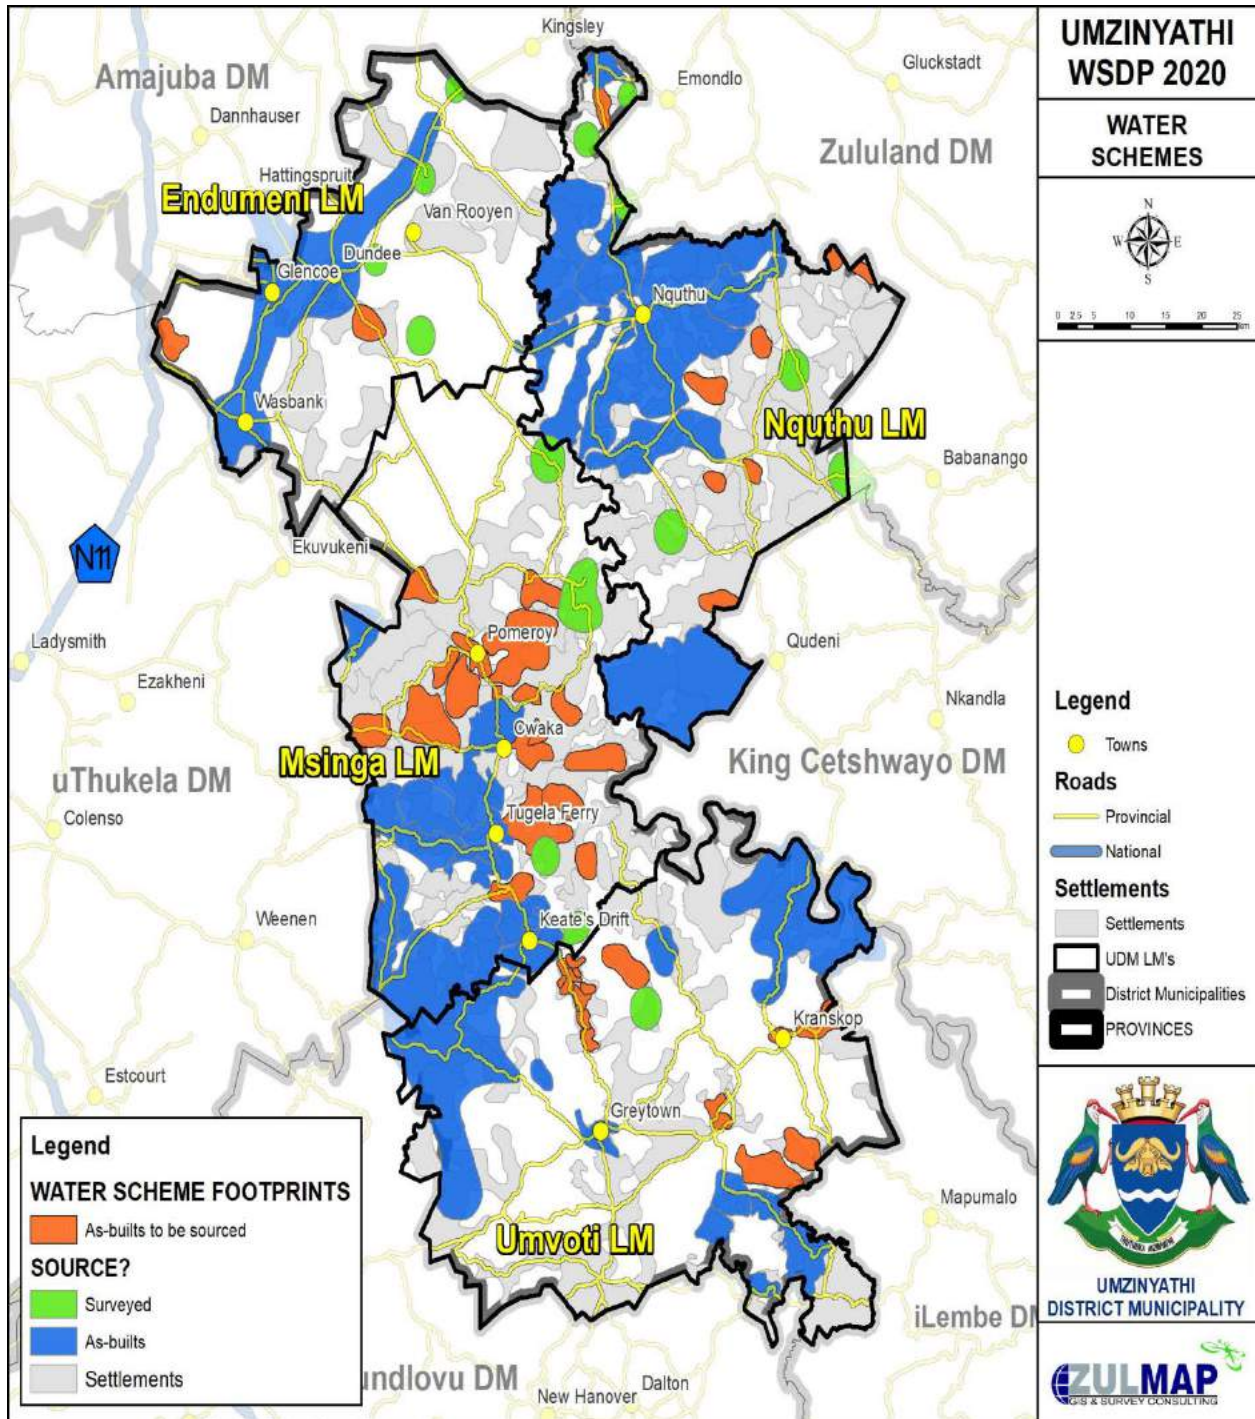 Kingsley
Amajuba DM
Emondlo
Gluckstadt
Dannhauser
Zululand DM
Hattingspruit
Endumeni LM
Van Rooyen
Dundee
Glencoe
Nquthu
Wasbank
Nquthu LM
Babanango
N11
Ekuvukeni
Ladysmith
Pomeroy
Qudeni
Ezakheni
Nkandla
Cwaka
Msinga LM
King Cetshwayo DM
uThukela DM
Colenso
Tugela Ferry
Weenen
Keate's Drift
Kranskop
Estcourt
Greytown
Mapumalo
Umvoti LM
iLembe DM
undlovu DM
Dalton
New Hanover
Legend
WATER SCHEME FOOTPRINTS
As-builts to be sourced
SOURCE?
Surveyed
As-builts
Settlements
UMZINYATHI
WSDP 2020
WATER
SCHEMES
N
W E
S
0 2.5 5 10 15 20 25
km
Legend
Towns
Roads
Provincial
National
Settlements
Settlements
UDM LM's
District Municipalities
PROVINCES
UMZINYATHI
DISTRICT MUNICIPALITY
ZULMAP
GIS & SURVEY CONSULTING